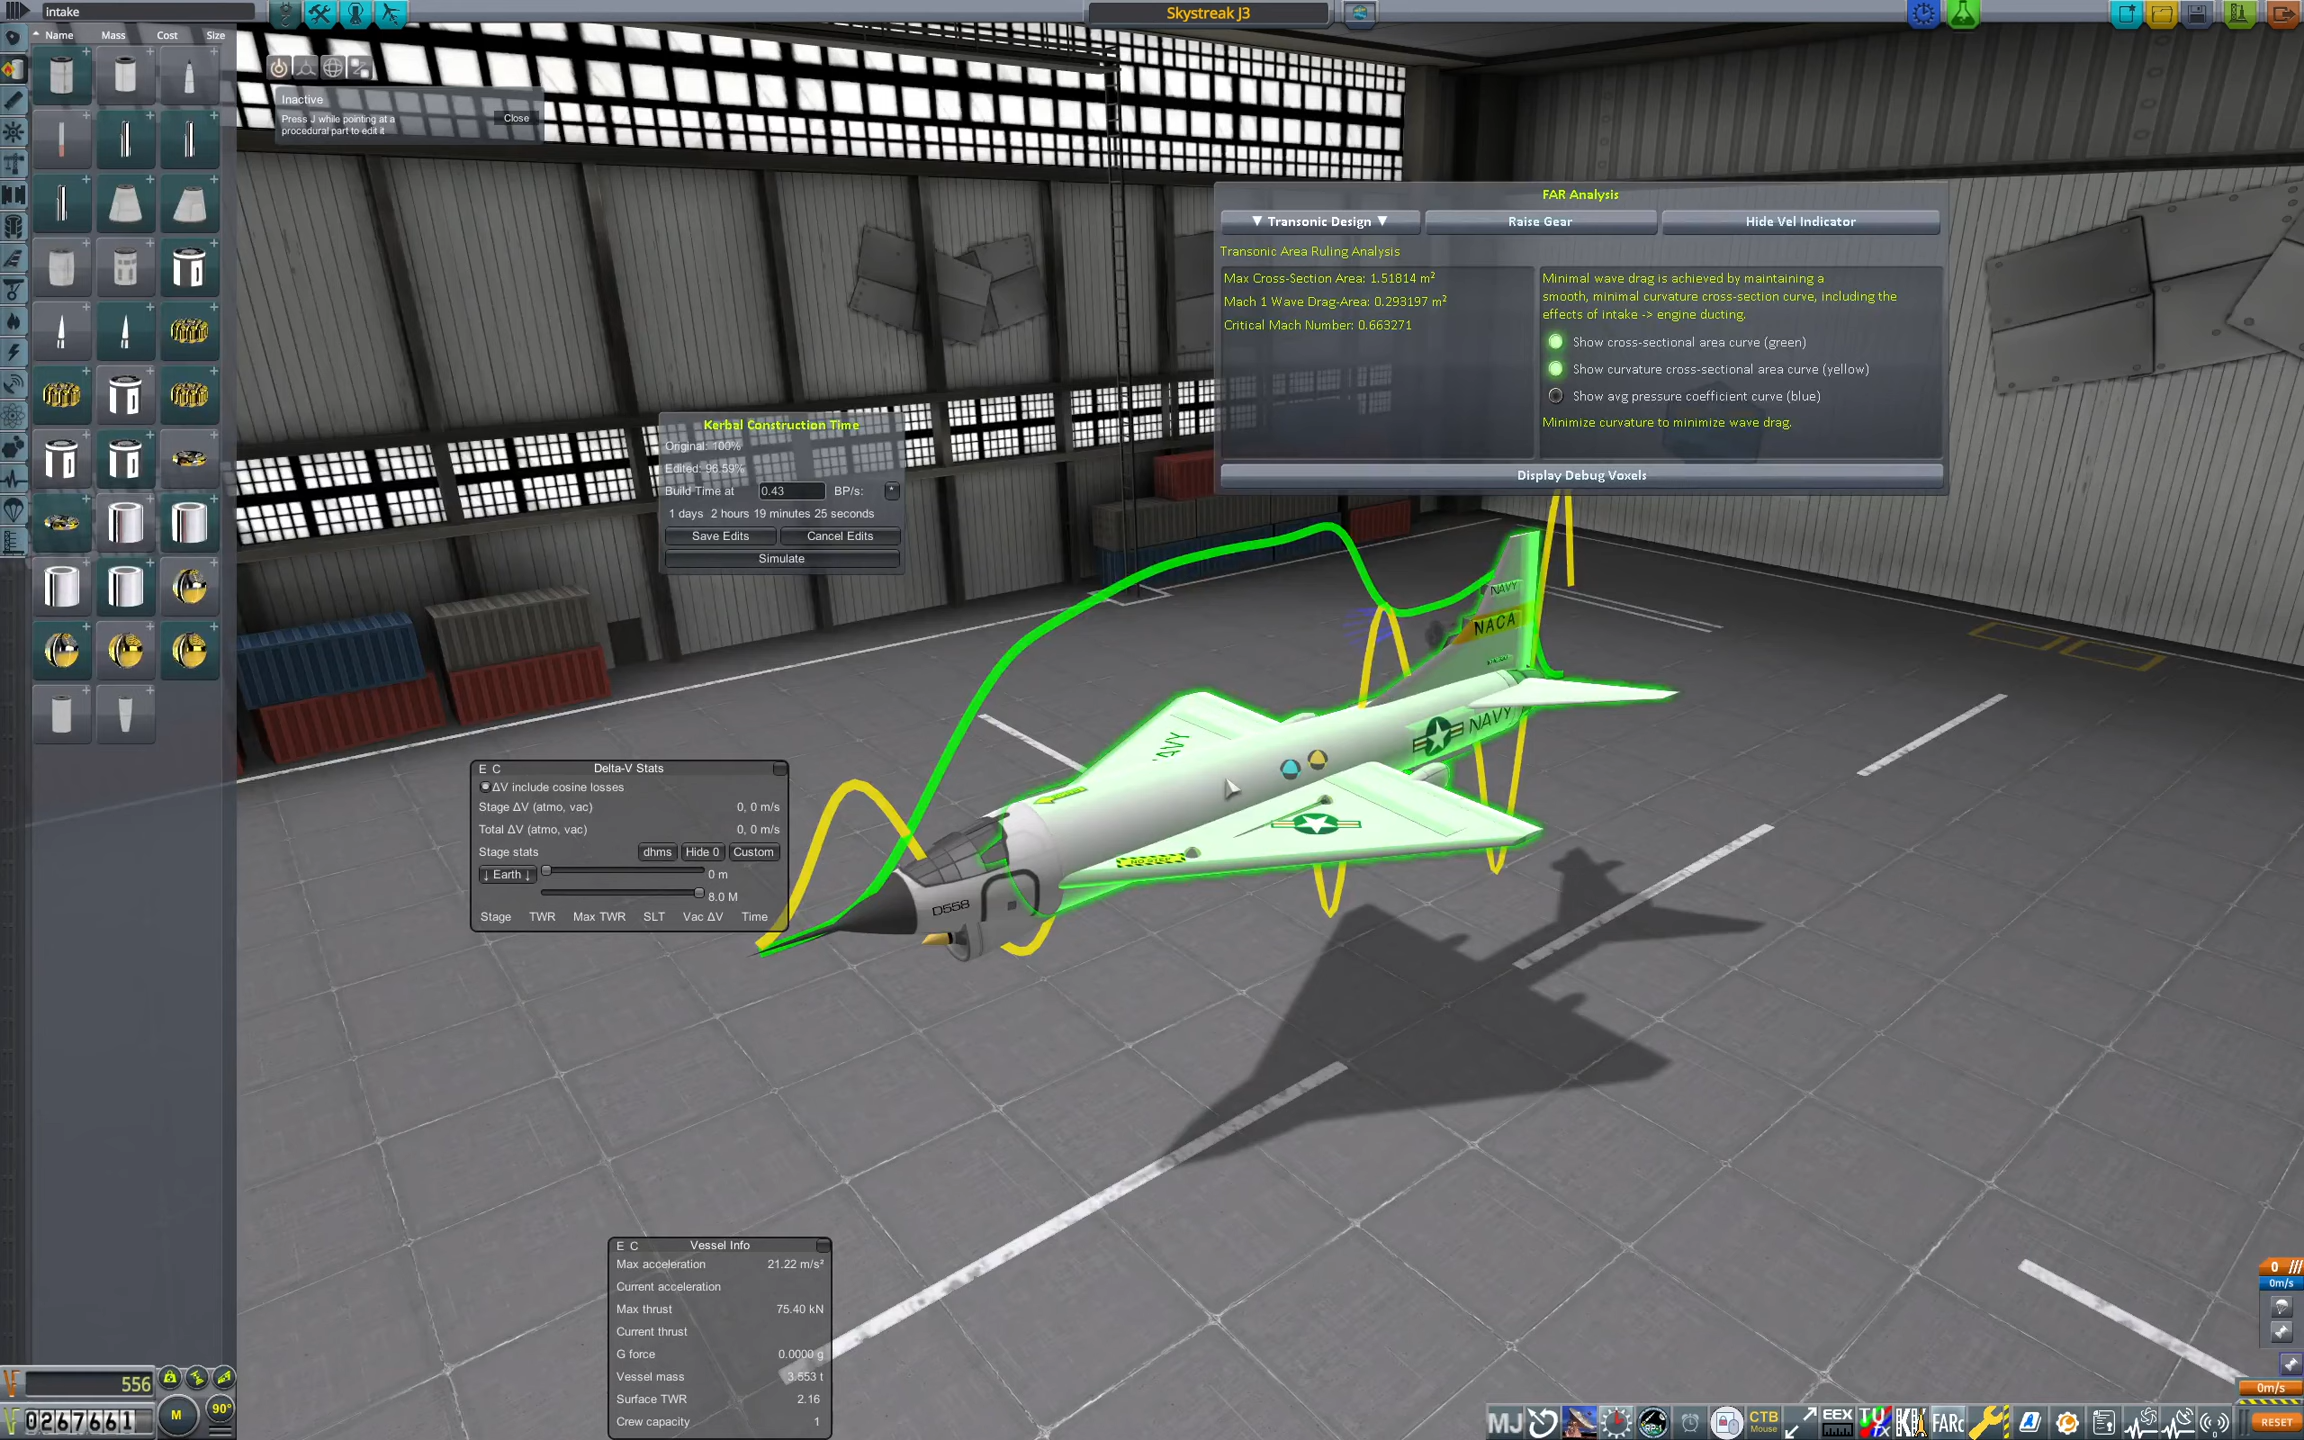 intake
Skystreak J3
Name Mass Cost Size
Inactive
Press J while pointing at a
procedural part to edit it
Close
FAR Analysis
▼ Transonic Design ▼
Raise Gear
Hide Vel Indicator
Transonic Area Ruling Analysis
Max Cross-Section Area: 1.51814 m²
Mach 1 Wave Drag-Area: 0.293197 m²
Critical Mach Number: 0.663271
Minimal wave drag is achieved by maintaining a
smooth, minimal curvature cross-section curve, including the
effects of intake -> engine ducting.
Show cross-sectional area curve (green)
Show curvature cross-sectional area curve (yellow)
Show avg pressure coefficient curve (blue)
Minimize curvature to minimize wave drag.
Display Debug Voxels
Kerbal Construction Time
Original: 100%
Edited: 96.59%
Build Time at 0.43 BP/s: *
1 days 2 hours 19 minutes 25 seconds
Save Edits
Cancel Edits
Simulate
NAVY
NACA
NAVY
NAVY
D558
E C Delta-V Stats
ΔV include cosine losses
Stage ΔV (atmo, vac) 0, 0 m/s
Total ΔV (atmo, vac) 0, 0 m/s
Stage stats dhms Hide 0 Custom
↓ Earth ↓ 0 m
8.0 M
Stage TWR Max TWR SLT Vac ΔV Time
E C Vessel Info
Max acceleration 21.22 m/s²
Current acceleration
Max thrust 75.40 kN
Current thrust
G force 0.0000 g
Vessel mass 3.553 t
Surface TWR 2.16
Crew capacity 1
556
0267661
M
90°
0
0m/s
0m/s
MJ
CTB
Mouse
EEX
FARc
RESET